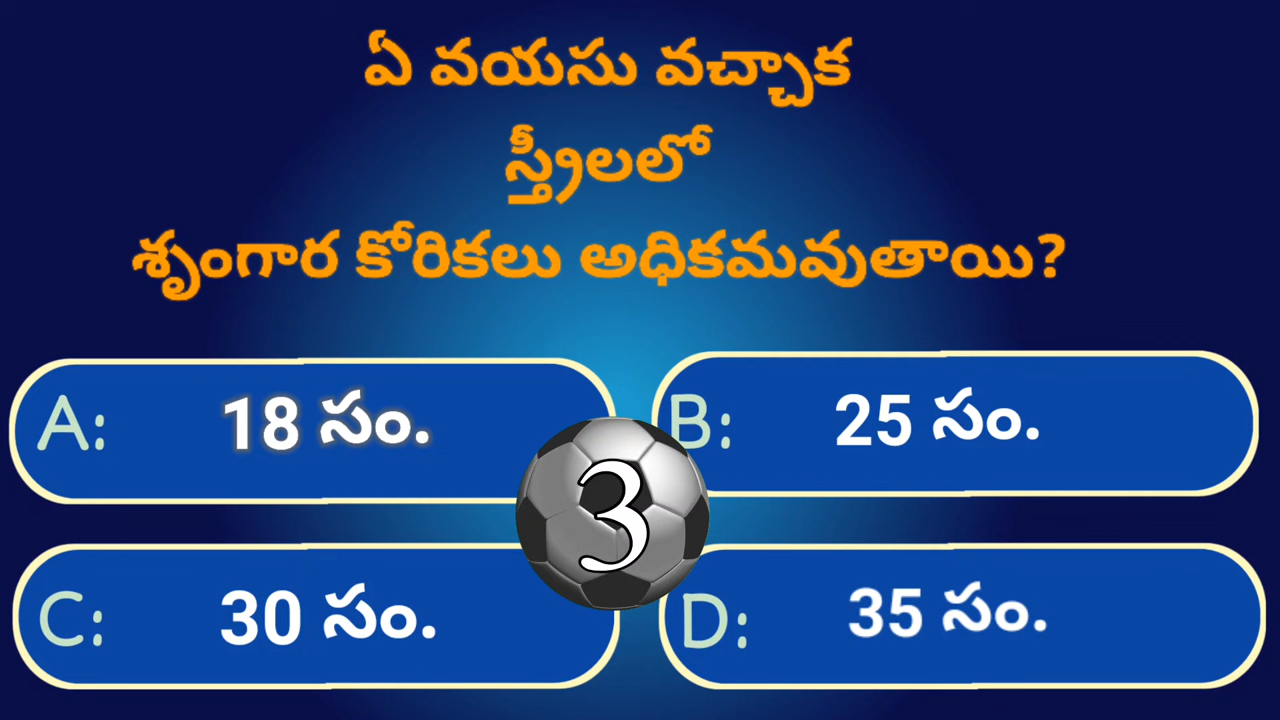 ఏ వయసు వచ్చాక
స్త్రీలలో
శృంగార కోరికలు అధికమవుతాయి?
A: 18 సం.
B: 25 సం.
3
C: 30 సం.
D: 35 సం.